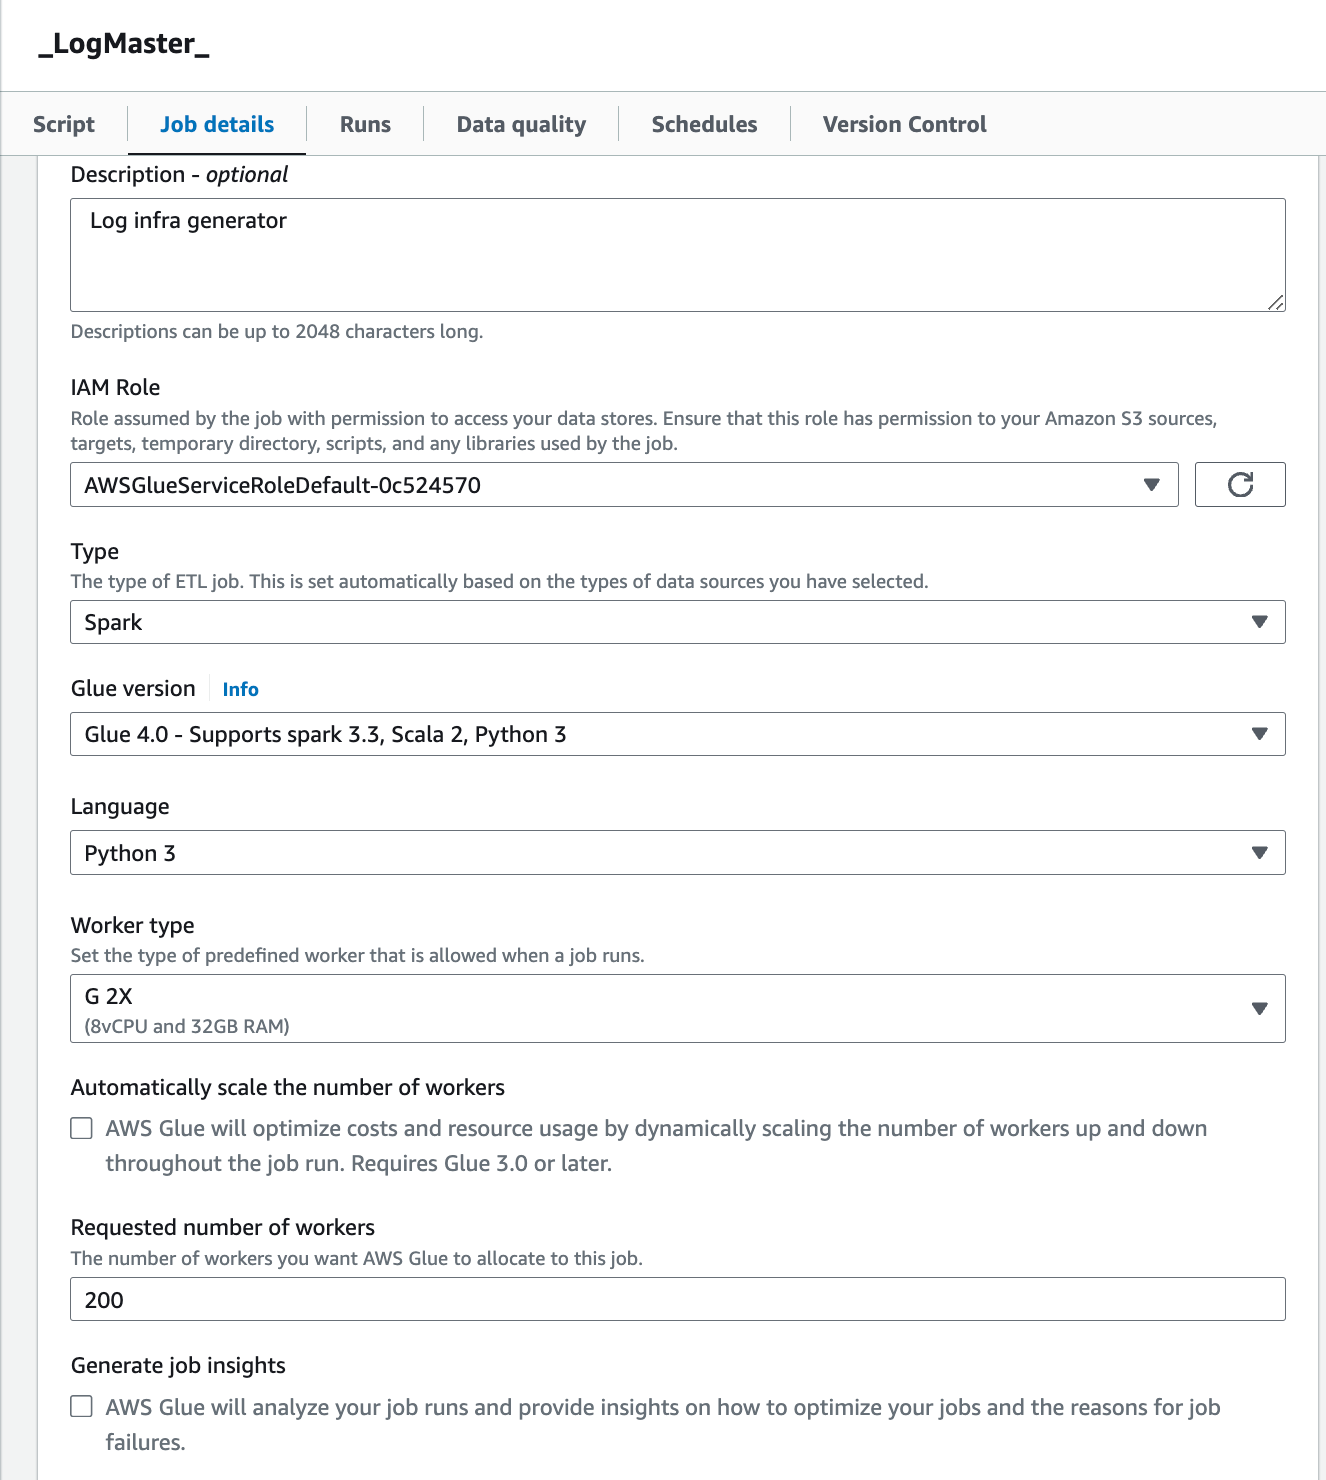 _LogMaster_
Script
Job details
Runs
Data quality
Schedules
Version Control
Description - optional
Log infra generator
Descriptions can be up to 2048 characters long.
IAM Role
Role assumed by the job with permission to access your data stores. Ensure that this role has permission to your Amazon S3 sources,
targets, temporary directory, scripts, and any libraries used by the job.
AWSGlueServiceRoleDefault-0c524570
Type
The type of ETL job. This is set automatically based on the types of data sources you have selected.
Spark
Glue version
Info
Glue 4.0 - Supports spark 3.3, Scala 2, Python 3
Language
Python 3
Worker type
Set the type of predefined worker that is allowed when a job runs.
G 2X
(8vCPU and 32GB RAM)
Automatically scale the number of workers
AWS Glue will optimize costs and resource usage by dynamically scaling the number of workers up and down
throughout the job run. Requires Glue 3.0 or later.
Requested number of workers
The number of workers you want AWS Glue to allocate to this job.
200
Generate job insights
AWS Glue will analyze your job runs and provide insights on how to optimize your jobs and the reasons for job
failures.